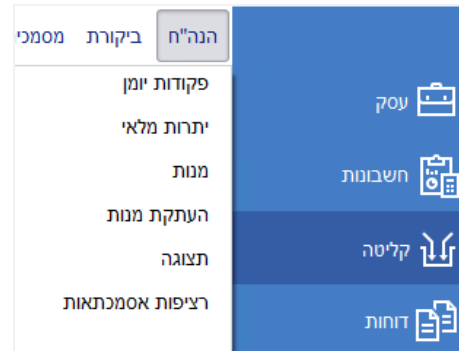 עסק
חשבונות
קליטה
דוחות
הנה"ח ביקורת מסמכי
פקודות יומן
יתרות מלאי
מנות
העתקת מנות
תצוגה
רציפות אסמכתאות